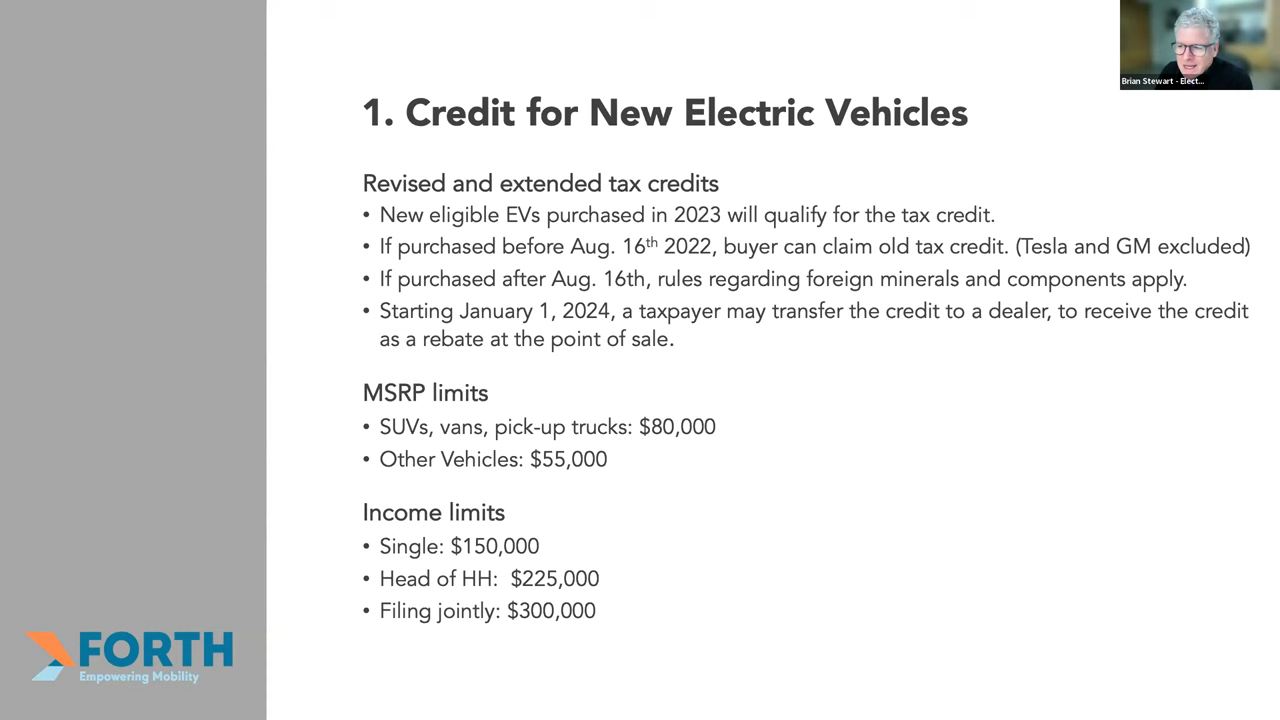 Brian Stewart - Elect...
1. Credit for New Electric Vehicles
Revised and extended tax credits
• New eligible EVs purchased in 2023 will qualify for the tax credit.
• If purchased before Aug. 16th 2022, buyer can claim old tax credit. (Tesla and GM excluded)
• If purchased after Aug. 16th, rules regarding foreign minerals and components apply.
• Starting January 1, 2024, a taxpayer may transfer the credit to a dealer, to receive the credit
as a rebate at the point of sale.
MSRP limits
• SUVs, vans, pick-up trucks: $80,000
• Other Vehicles: $55,000
Income limits
• Single: $150,000
• Head of HH: $225,000
• Filing jointly: $300,000
FORTH
Empowering Mobility